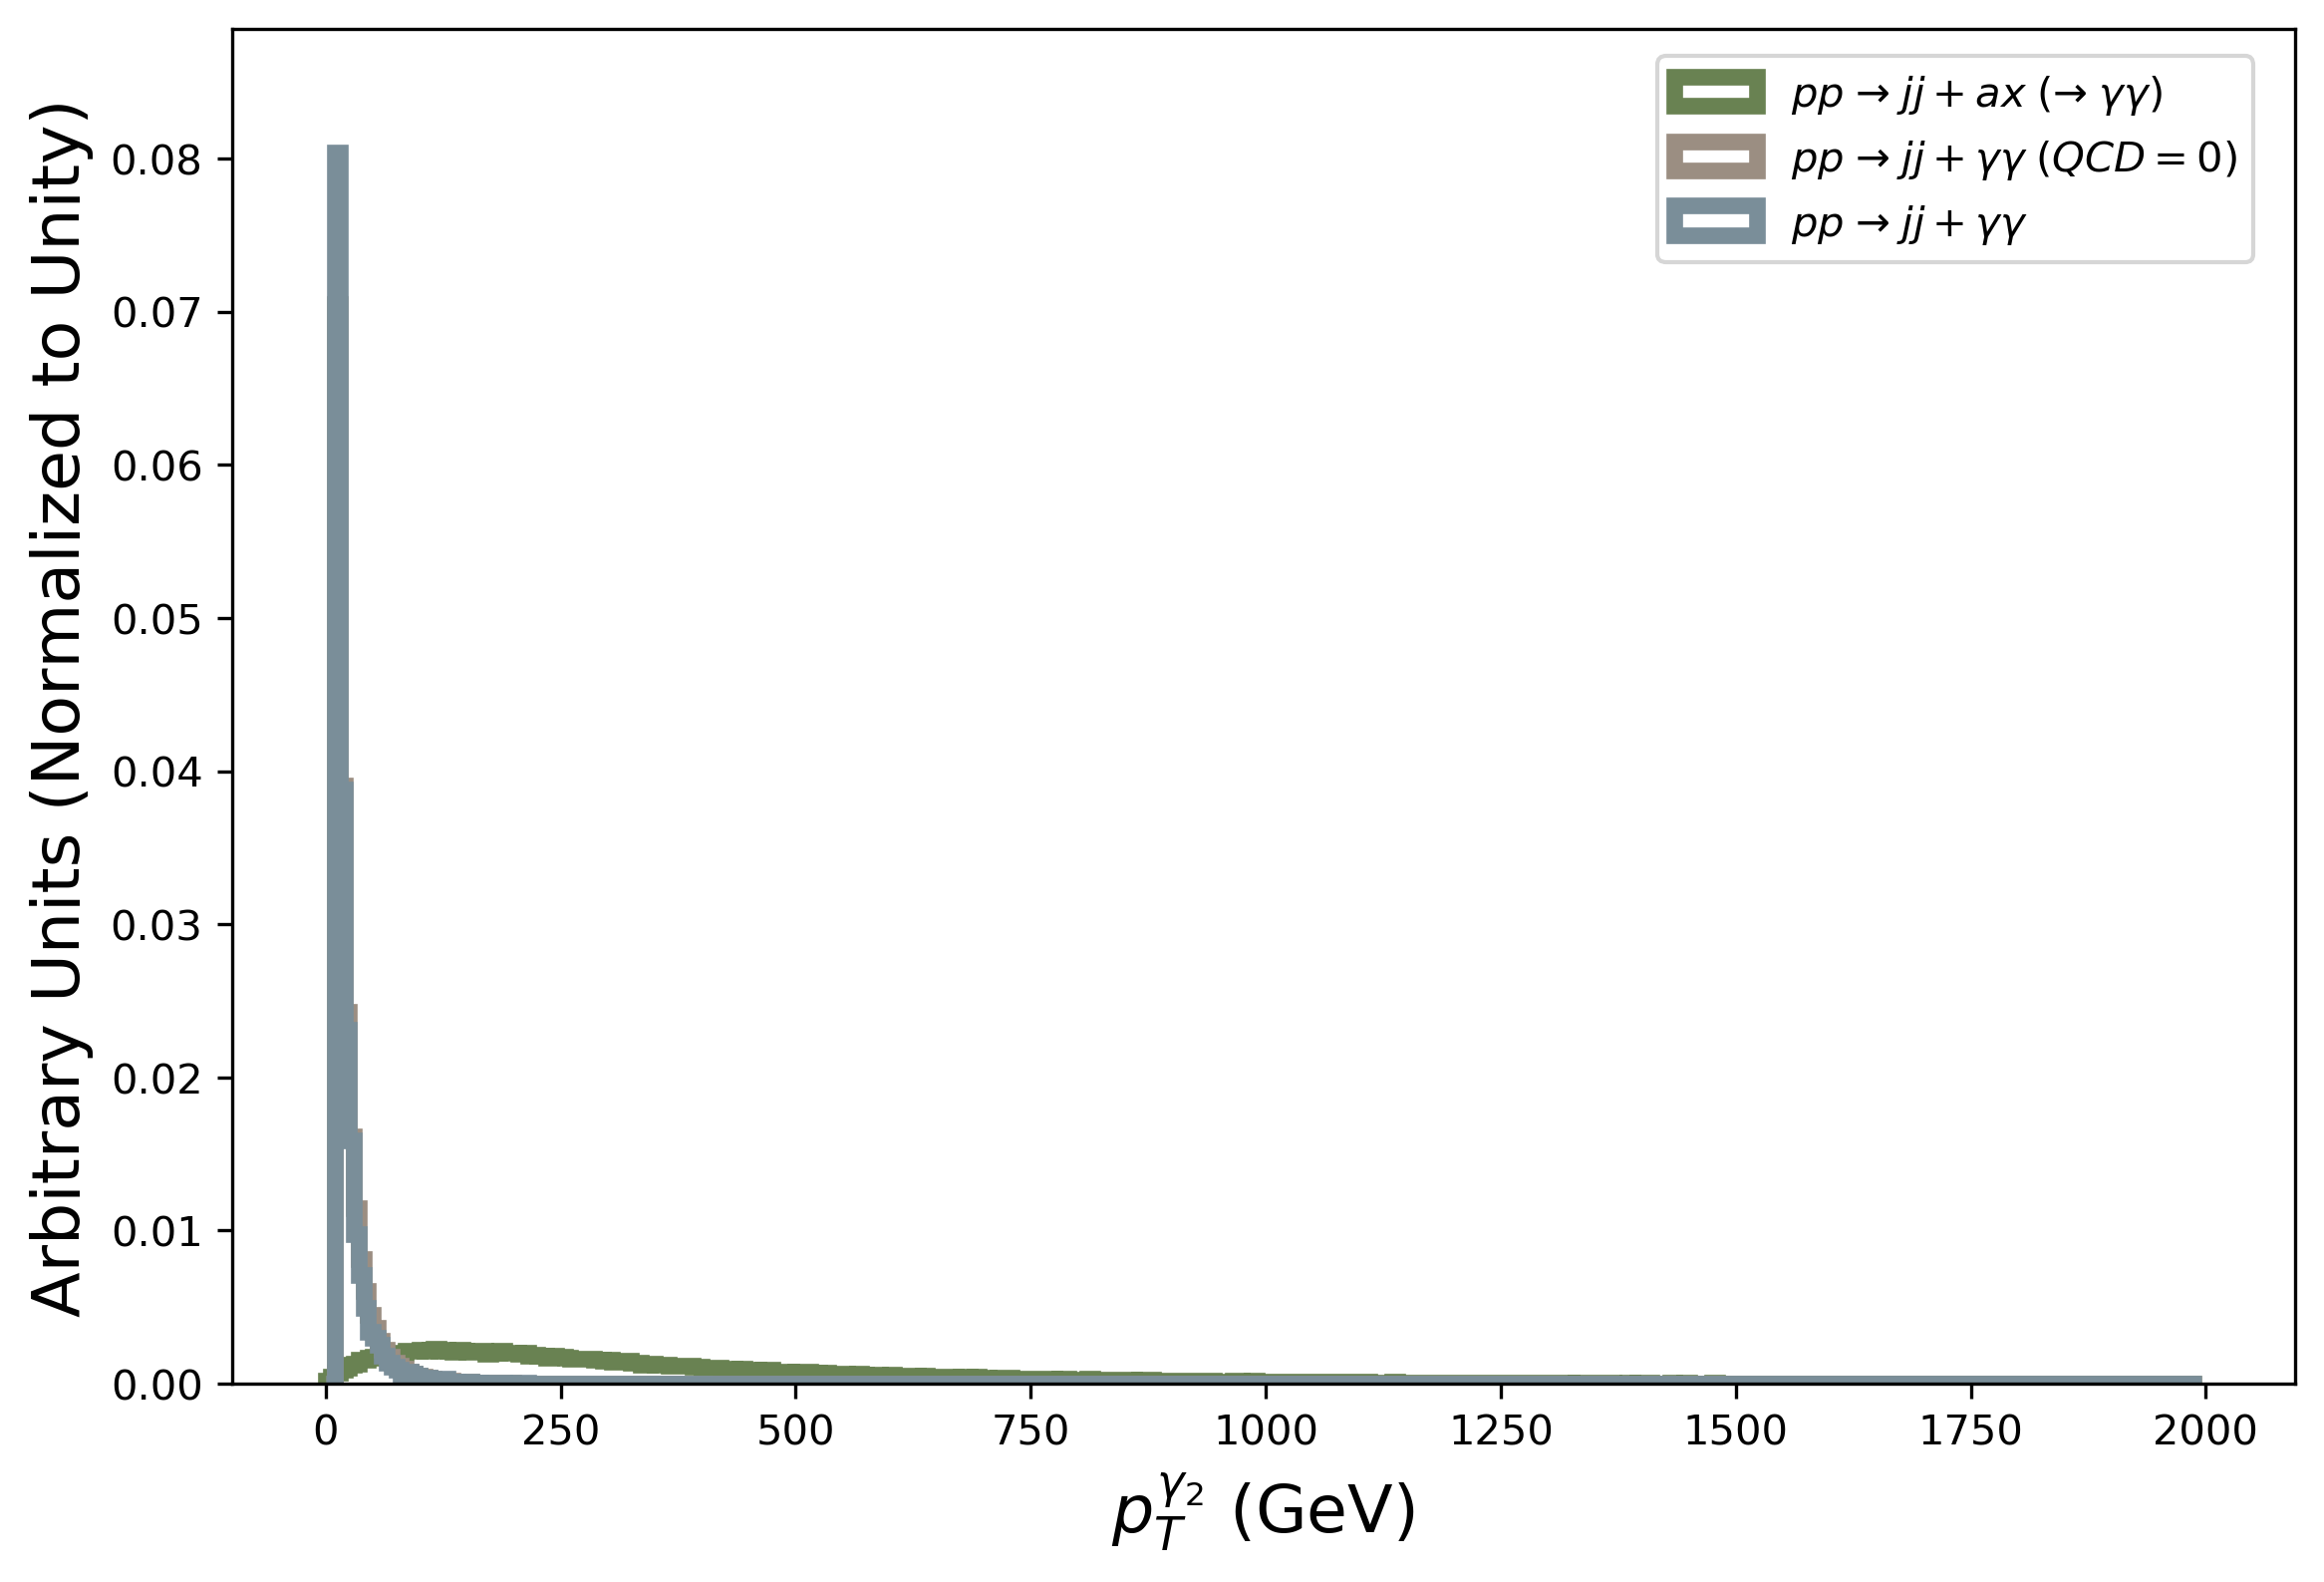 Arbitrary Units (Normalized to Unity)
0.08
0.07
0.06
0.05
0.04
0.03
0.02
0.01
0.00
pp → jj + ax (→ γγ)
pp → jj + γγ (QCD = 0)
pp → jj + γγ
0 250 500 750 1000 1250 1500 1750 2000
p_T^{γ_2} (GeV)